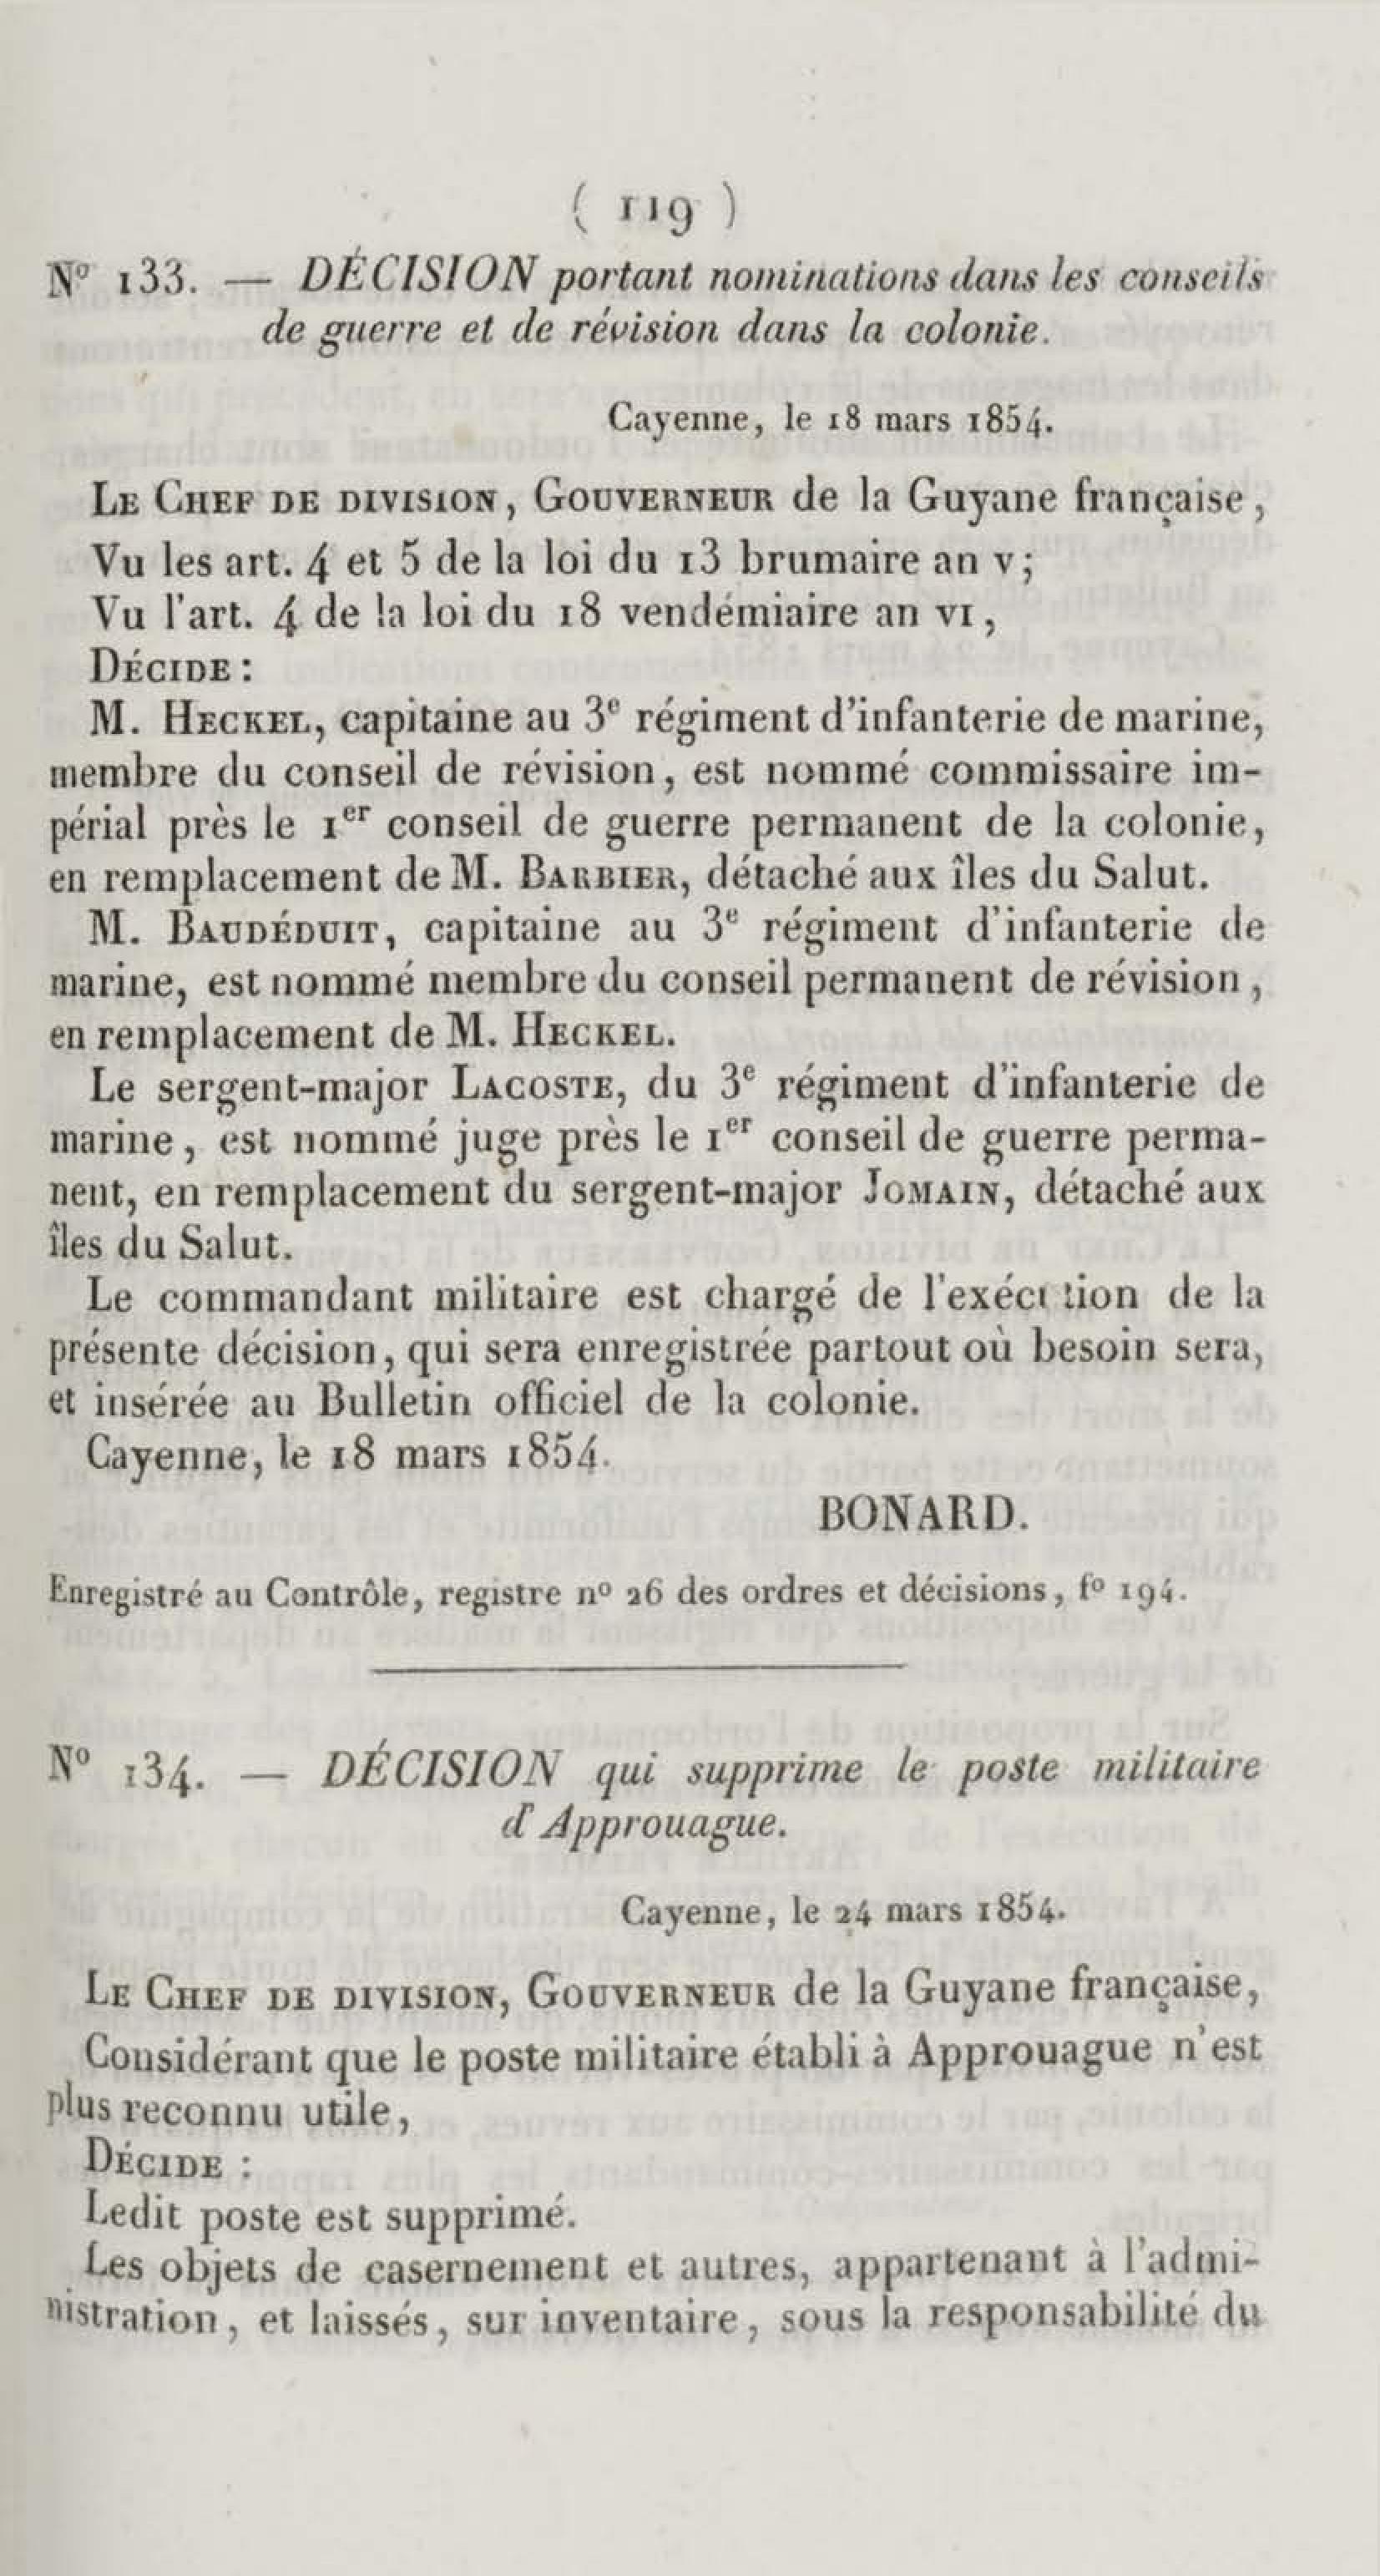 ( 119 )
Nº 133. — DÉCISION portant nominations dans les conseils
de guerre et de révision dans la colonie.
Cayenne, le 18 mars 1854.
LE CHEF DE DIVISION, GOUVERNEUR de la Guyane française,
Vu les art. 4 et 5 de la loi du 13 brumaire an V;
Vu l'art. 4 de la loi du 18 vendémiaire an VI,
DÉCIDE:
M. HECKEL, capitaine au 3e régiment d'infanterie de marine,
membre du conseil de révision, est nommé commissaire im-
périal près le 1er conseil de guerre permanent de la colonie,
en remplacement de M. BARBIER, détaché aux îles du Salut.
M. BAUDÉDUIT, capitaine au 3e régiment d'infanterie de
marine, est nommé membre du conseil permanent de révision,
en remplacement de M. HECKEL.
Le sergent-major LACOSTE, du 3e régiment d'infanterie de
marine, est nommé juge près le 1er conseil de guerre perma-
nent, en remplacement du sergent-major JOMAIN, détaché aux
îles du Salut.
Le commandant militaire est chargé de l'exécution de la
présente décision, qui sera enregistrée partout où besoin sera,
et insérée au Bulletin officiel de la colonie.
Cayenne, le 18 mars 1854.
BONARD.
Enregistré au Contrôle, registre nº 26 des ordres et décisions, fº 194.
Nº 134. — DÉCISION qui supprime le poste militaire
d'Approuague.
Cayenne, le 24 mars 1854.
LE CHEF DE DIVISION, GOUVERNEUR de la Guyane française,
Considérant que le poste militaire établi à Approuague n'est
plus reconnu utile,
DÉCIDE :
Ledit poste est supprimé.
Les objets de casernement et autres, appartenant à l'admi-
nistration, et laissés, sur inventaire, sous la responsabilité du